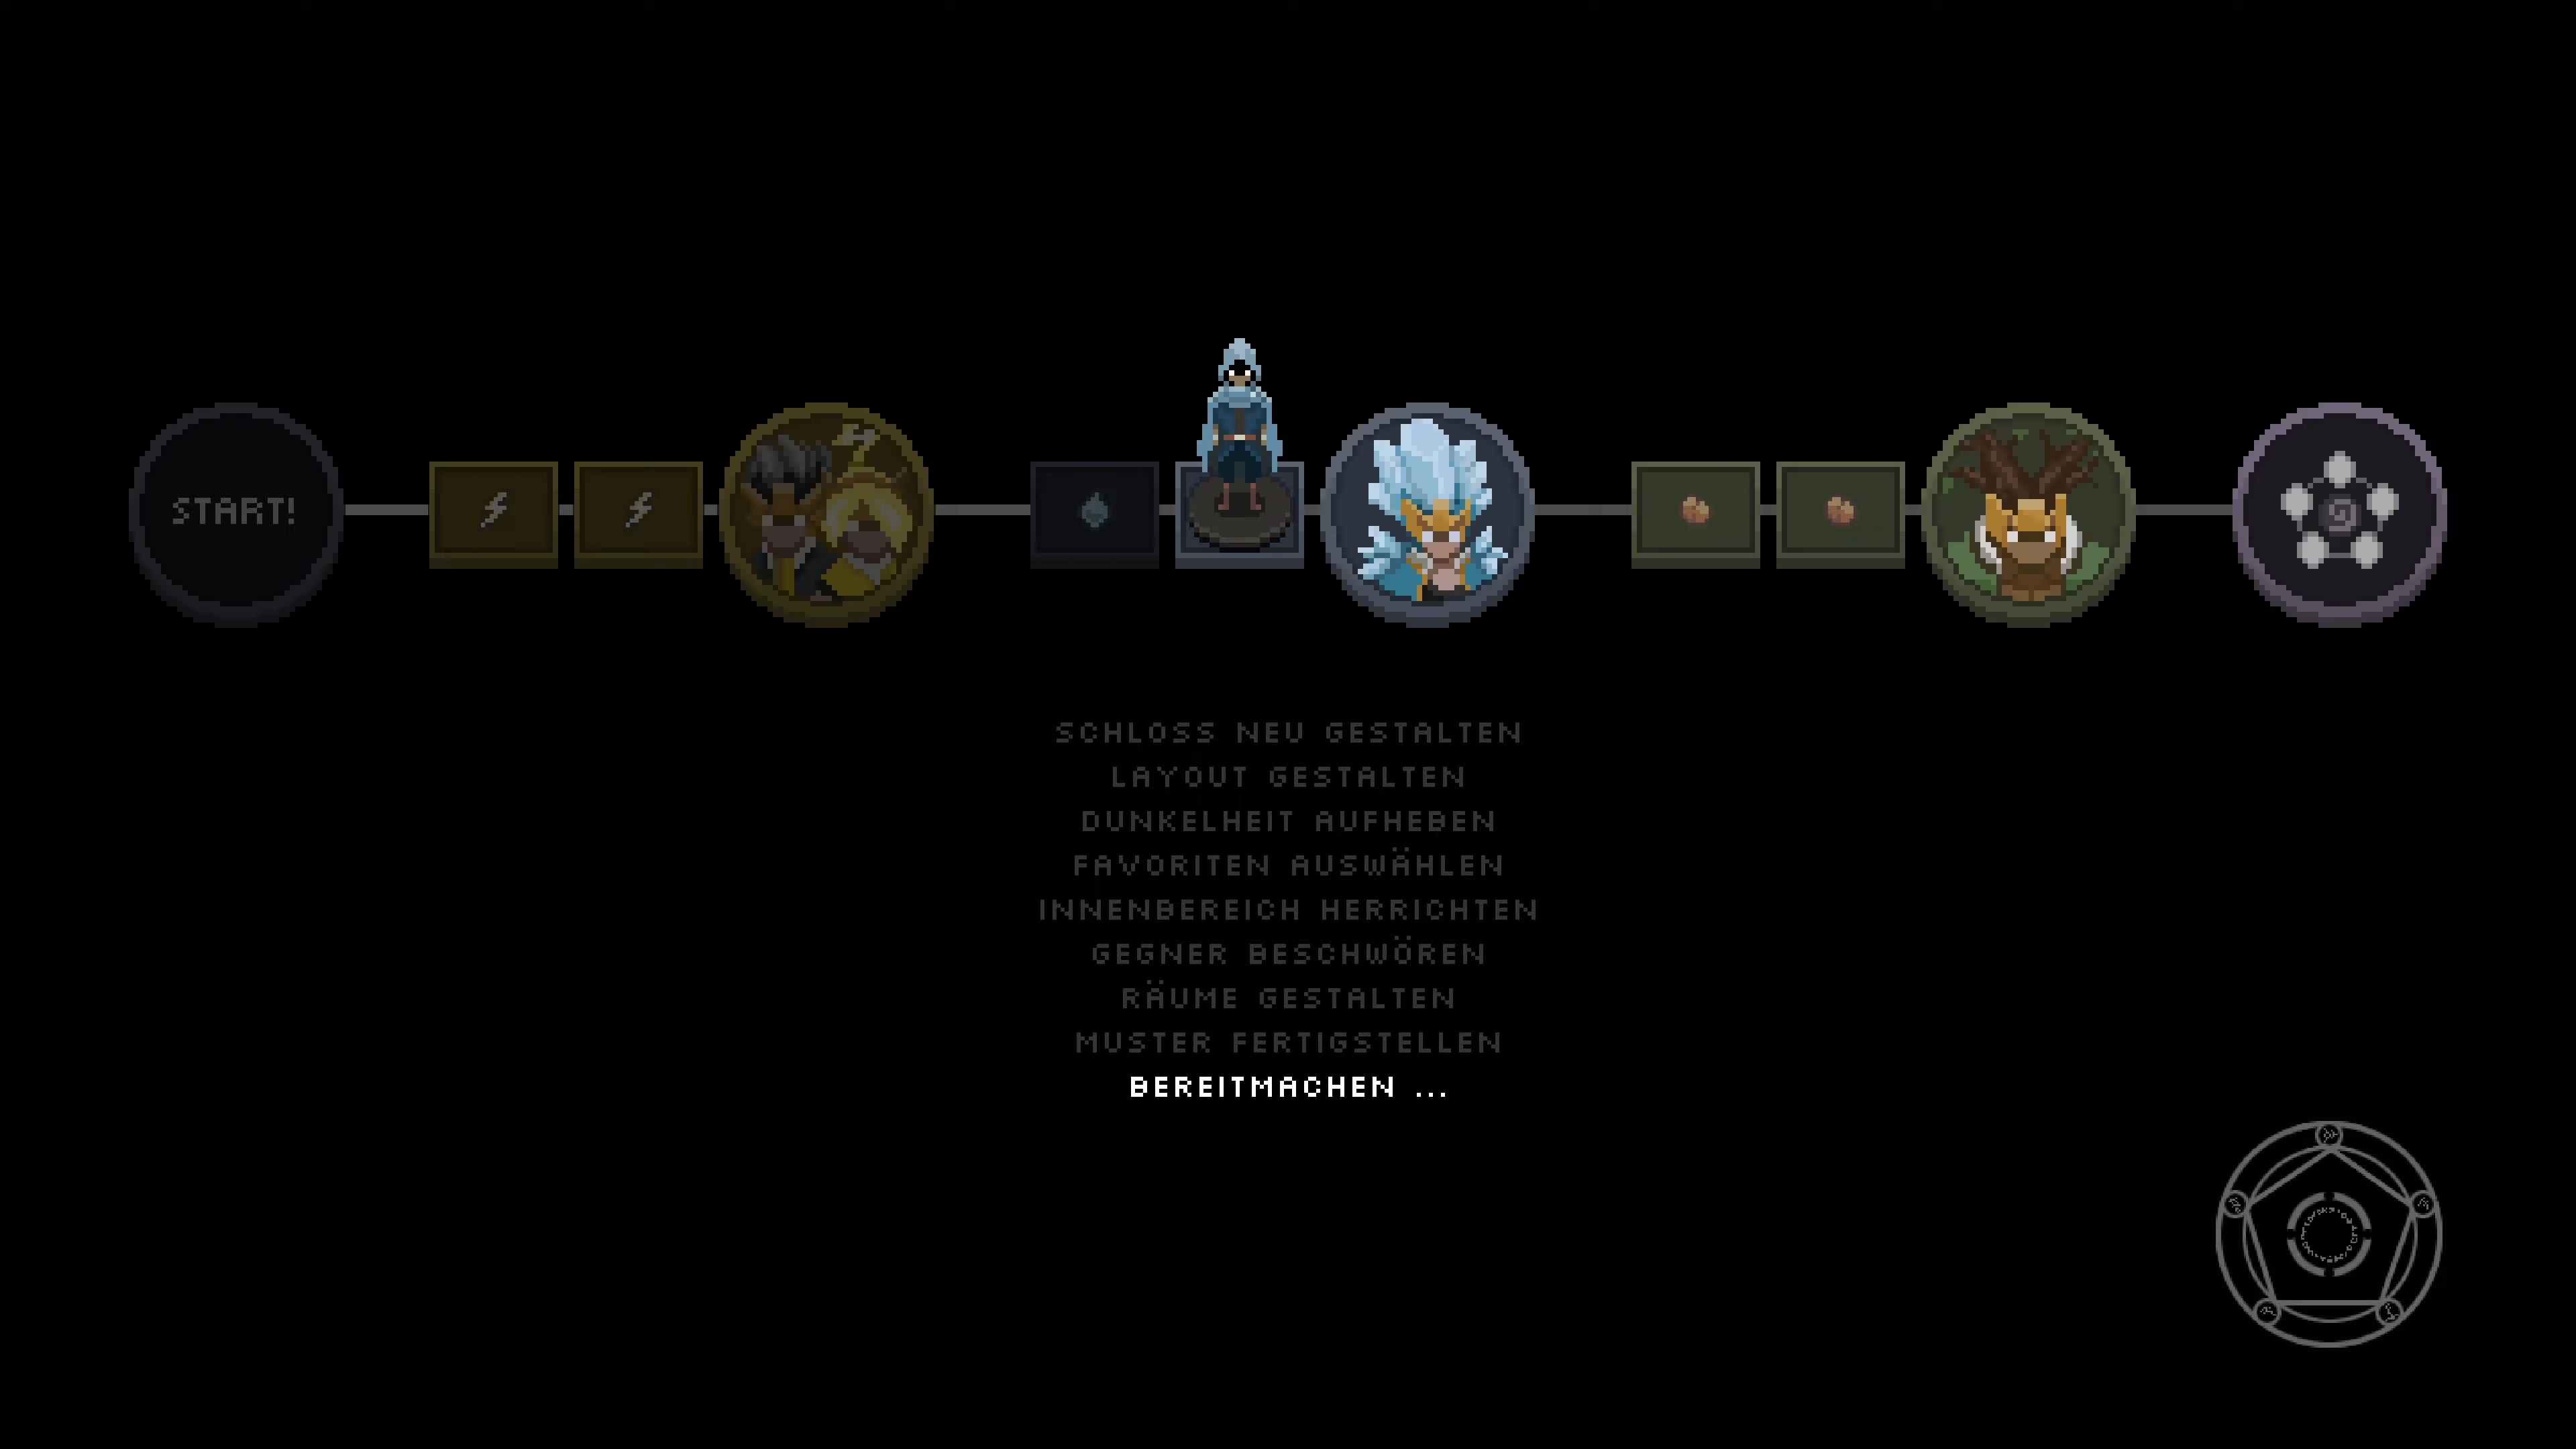 START!
SCHLOSS NEU GESTALTEN
LAYOUT GESTALTEN
DUNKELHEIT AUFHEBEN
FAVORITEN AUSWÄHLEN
INNENBEREICH HERRICHTEN
GEGNER BESCHWÖREN
RÄUME GESTALTEN
MUSTER FERTIGSTELLEN
BEREITMACHEN ...